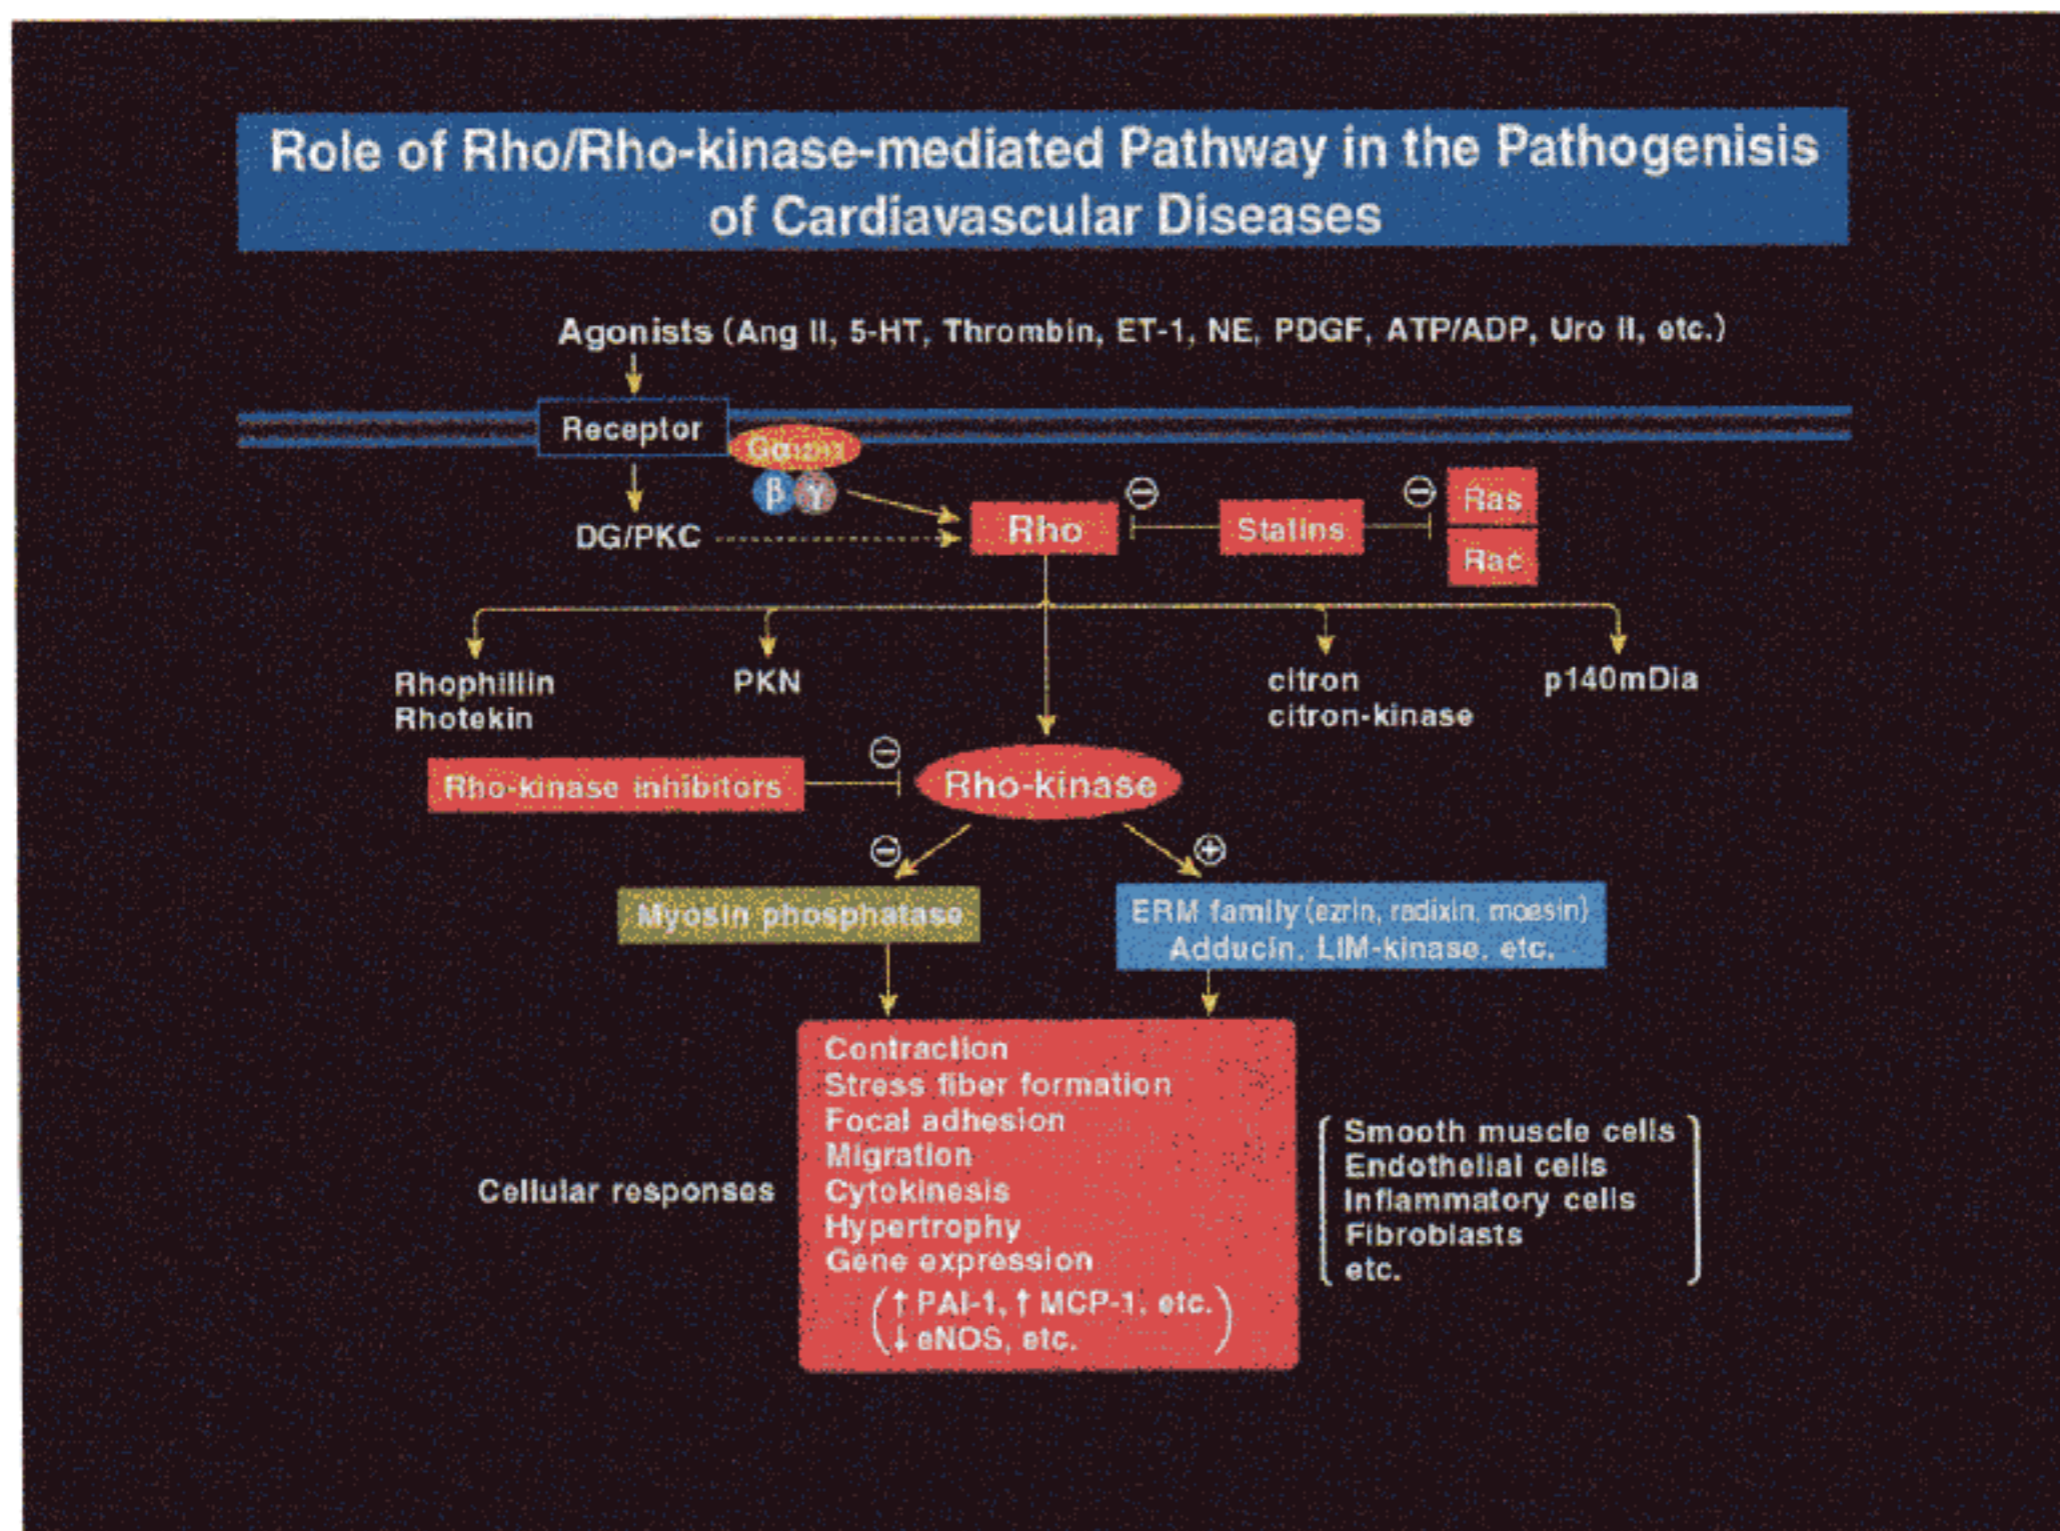 Role of Rho/Rho-kinase-mediated Pathway in the Pathogenisis
of Cardiavascular Diseases
Agonists (Ang II, 5-HT, Thrombin, ET-1, NE, PDGF, ATP/ADP, Uro II, etc.)
Receptor
β γ
Ras
DG/PKC
Rho
Statins
Rac
Rhophillin
Rhotekin
PKN
citron
citron-kinase
p140mDia
Rho-kinase inhibitors
Rho-kinase
Myosin phosphatase
ERM family (ezrin, radixin, moesin)
Adducin, LIM-kinase, etc.
Contraction
Stress fiber formation
Focal adhesion
Migration
Cytokinesis
Hypertrophy
Gene expression
(↑ PAI-1, ↑ MCP-1, etc.
↓ eNOS, etc.)
Cellular responses
Smooth muscle cells
Endothelial cells
Inflammatory cells
Fibroblasts
etc.